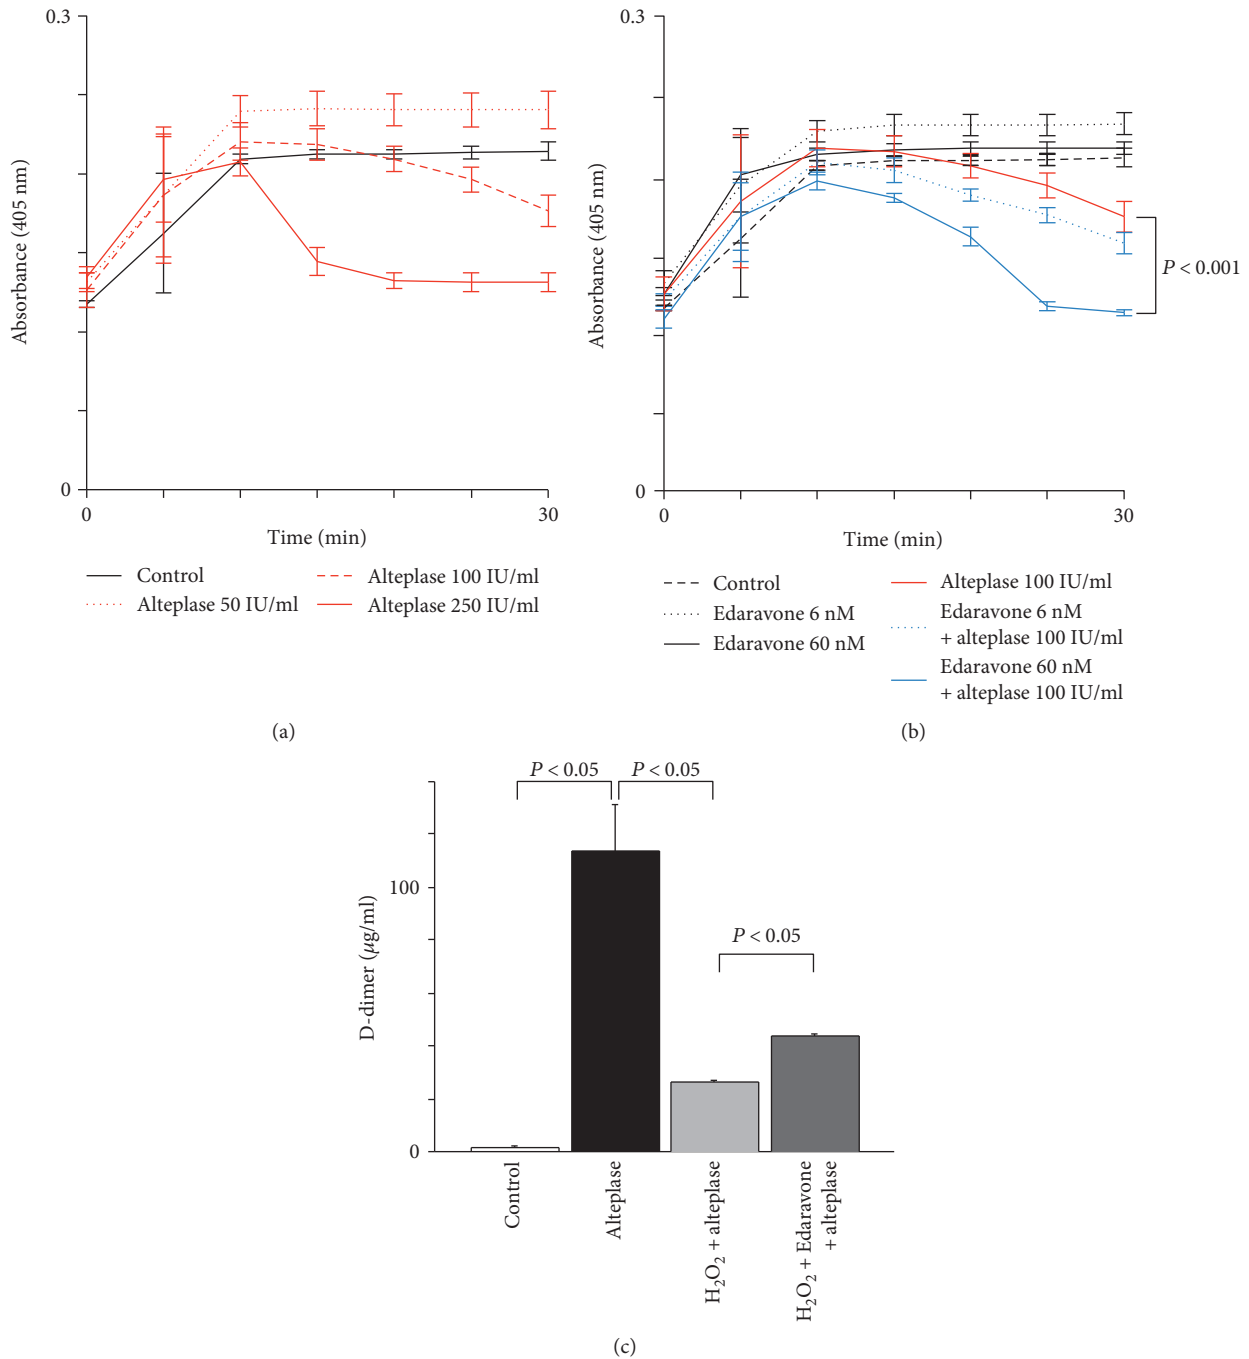 0.3
Absorbance (405 nm)
0
0
30
Time (min)
Control
Alteplase 50 IU/ml
Alteplase 100 IU/ml
Alteplase 250 IU/ml
(a)
0.3
Absorbance (405 nm)
0
0
30
Time (min)
P < 0.001
Control
Edaravone 6 nM
Edaravone 60 nM
Alteplase 100 IU/ml
Edaravone 6 nM
+ alteplase 100 IU/ml
Edaravone 60 nM
+ alteplase 100 IU/ml
(b)
P < 0.05
P < 0.05
P < 0.05
100
D-dimer (μg/ml)
0
Control
Alteplase
H₂O₂ + alteplase
H₂O₂ + Edaravone
+ alteplase
(c)